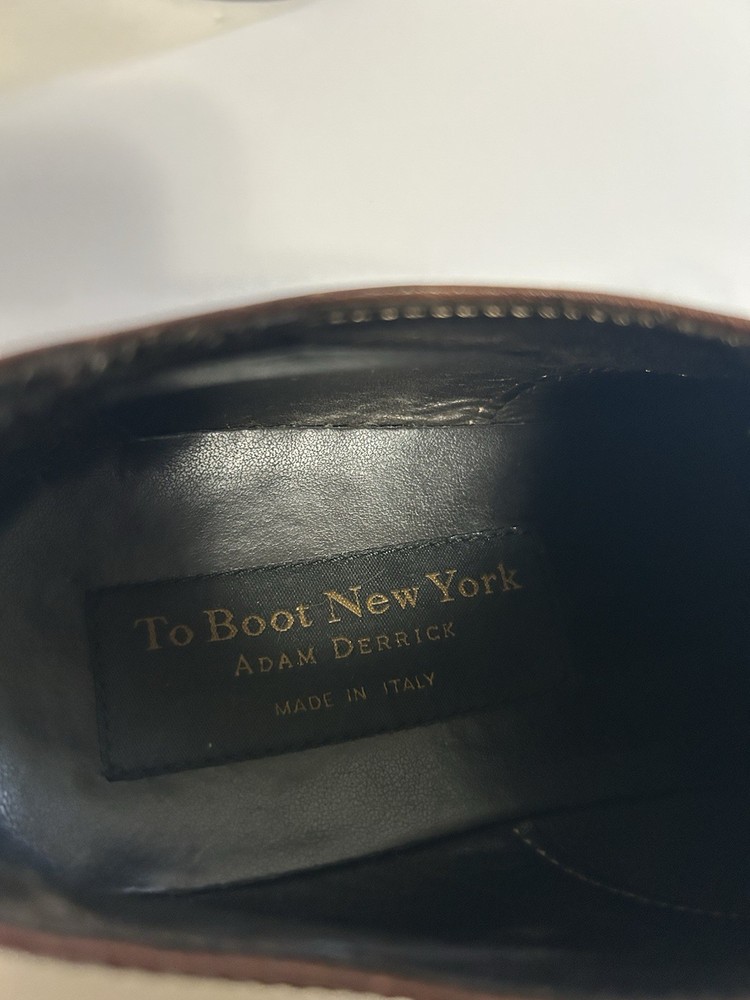 To Boot New York
ADAM DERRICK
MADE IN ITALY